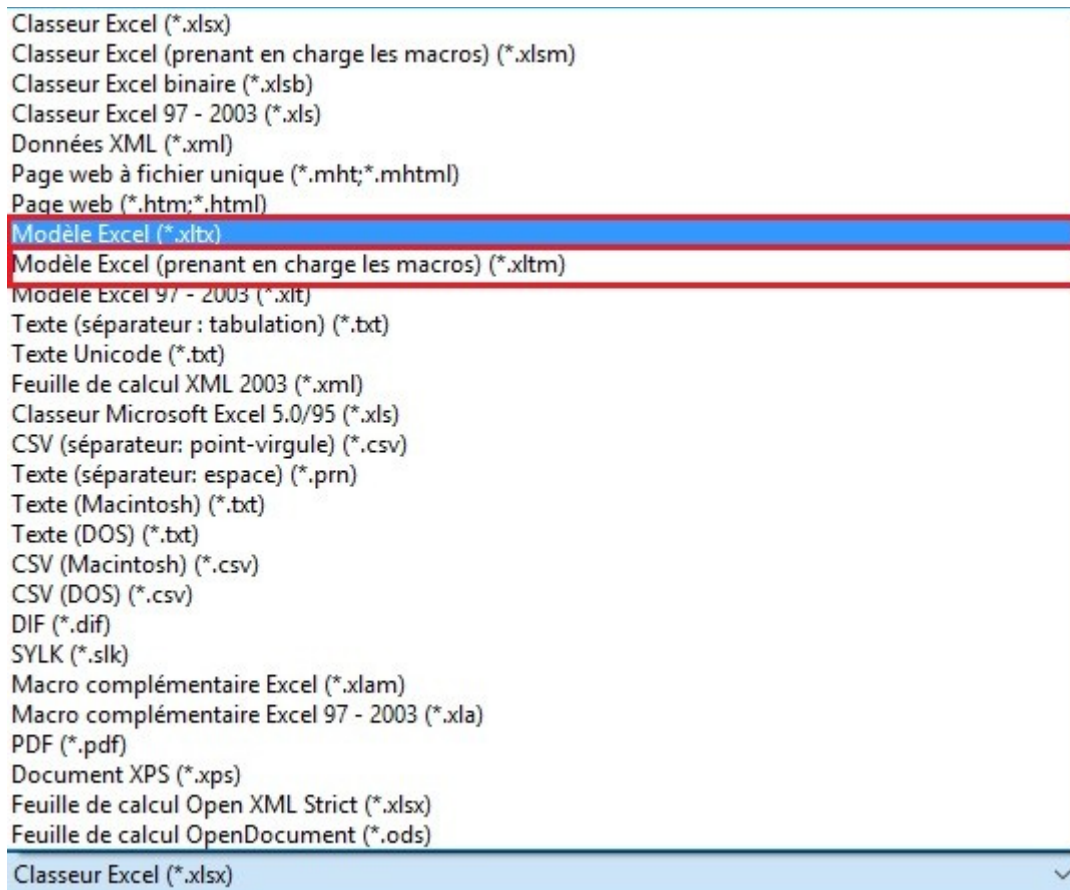 Classeur Excel (*.xlsx)
Classeur Excel (prenant en charge les macros) (*.xlsm)
Classeur Excel binaire (*.xlsb)
Classeur Excel 97 - 2003 (*.xls)
Données XML (*.xml)
Page web à fichier unique (*.mht;*.mhtml)
Page web (*.htm;*.html)
Modèle Excel (*.xltx)
Modèle Excel (prenant en charge les macros) (*.xltm)
Modèle Excel 97 - 2003 (*.xlt)
Texte (séparateur : tabulation) (*.txt)
Texte Unicode (*.txt)
Feuille de calcul XML 2003 (*.xml)
Classeur Microsoft Excel 5.0/95 (*.xls)
CSV (séparateur: point-virgule) (*.csv)
Texte (séparateur: espace) (*.prn)
Texte (Macintosh) (*.txt)
Texte (DOS) (*.txt)
CSV (Macintosh) (*.csv)
CSV (DOS) (*.csv)
DIF (*.dif)
SYLK (*.slk)
Macro complémentaire Excel (*.xlam)
Macro complémentaire Excel 97 - 2003 (*.xla)
PDF (*.pdf)
Document XPS (*.xps)
Feuille de calcul Open XML Strict (*.xlsx)
Feuille de calcul OpenDocument (*.ods)
Classeur Excel (*.xlsx)